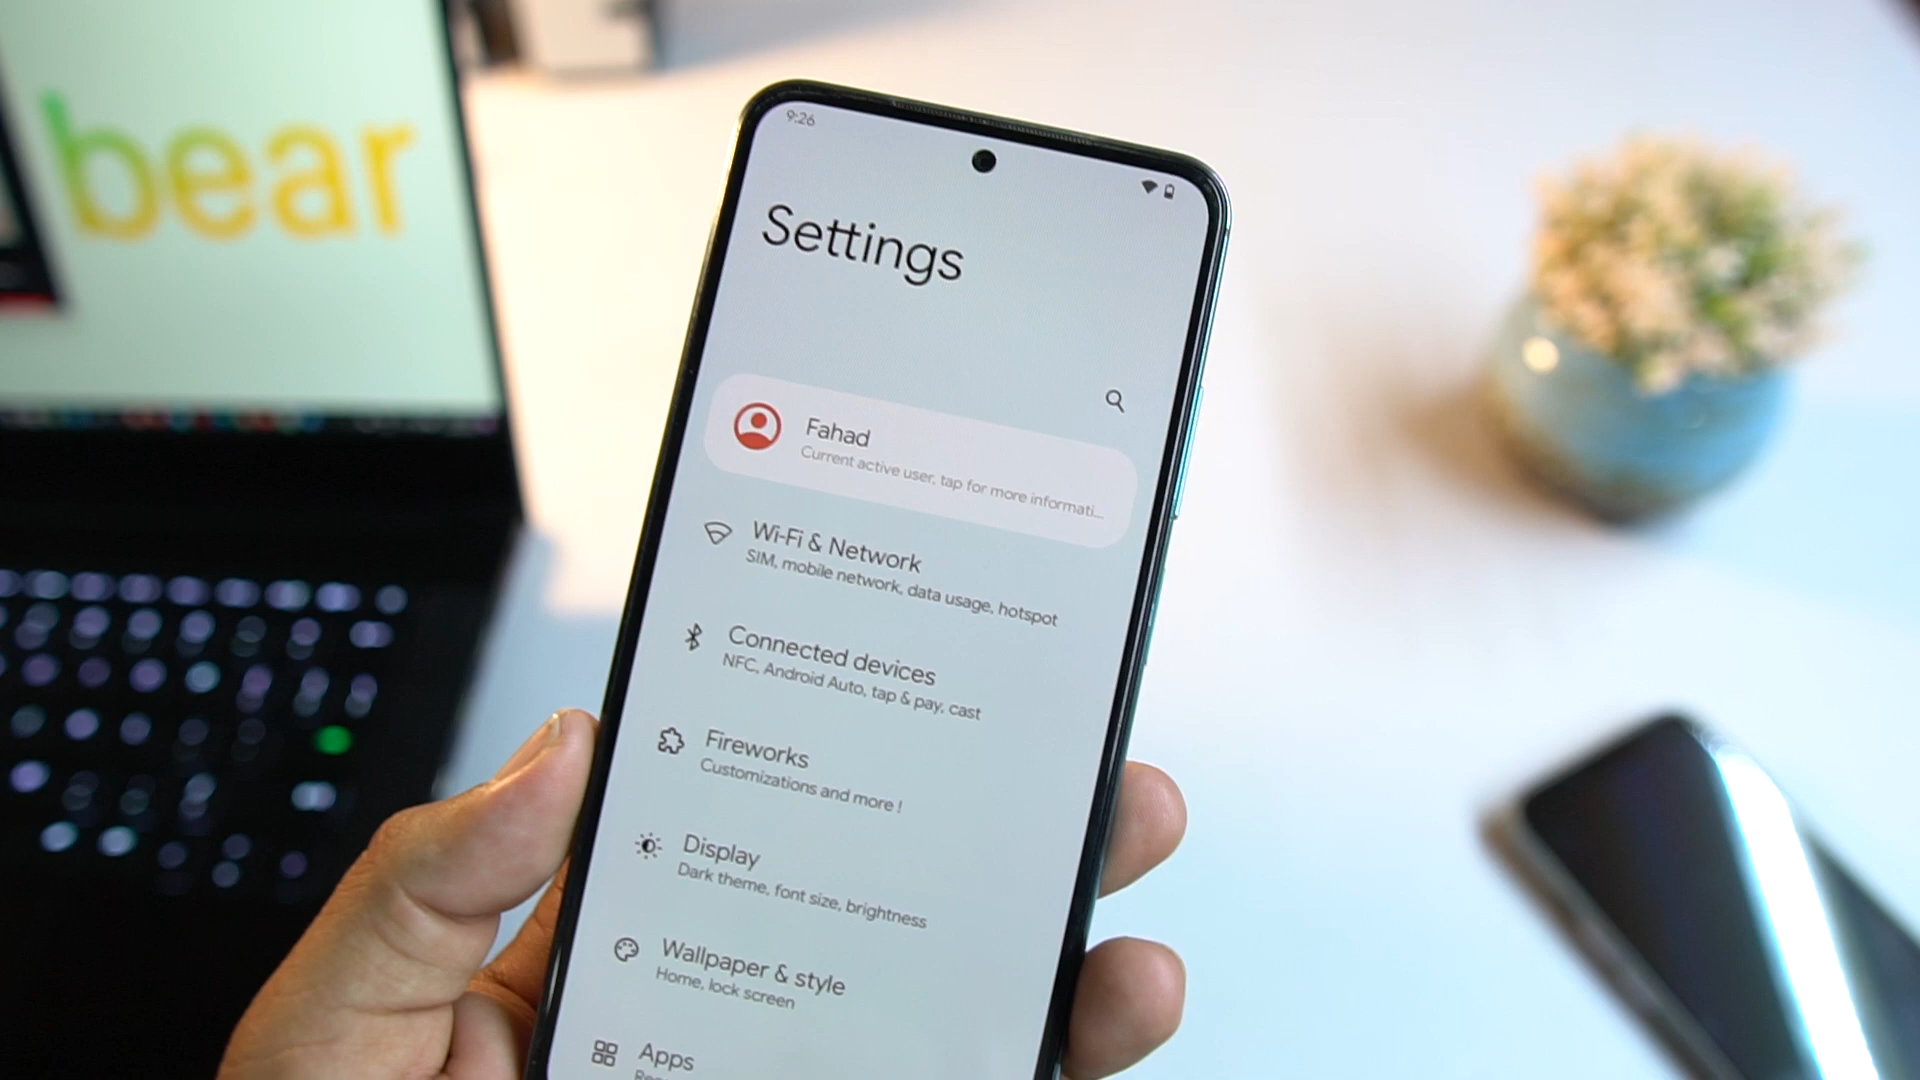 bear
9:26
Settings
Fahad
Current active user, tap for more informati...
Wi-Fi & Network
SIM, mobile network, data usage, hotspot
Connected devices
NFC, Android Auto, tap & pay, cast
Fireworks
Customizations and more !
Display
Dark theme, font size, brightness
Wallpaper & style
Home, lock screen
Apps